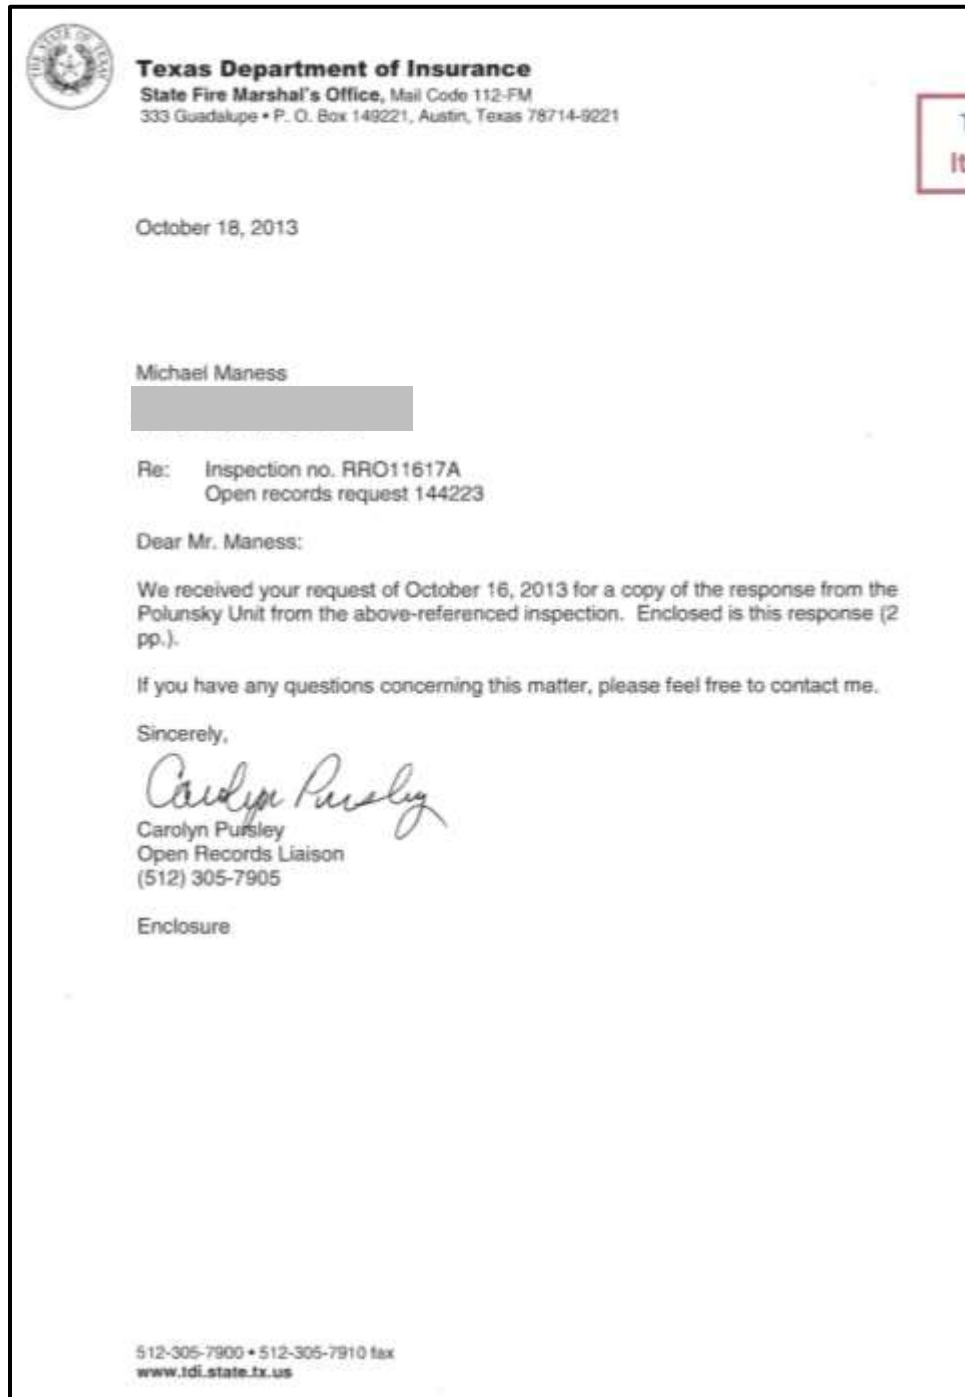 THE STATE OF TEXAS
Texas Department of Insurance
State Fire Marshal's Office, Mail Code 112-FM
333 Guadalupe • P. O. Box 149221, Austin, Texas 78714-9221
T
It
October 18, 2013
Michael Maness
Re: Inspection no. RRO11617A
Open records request 144223
Dear Mr. Maness:
We received your request of October 16, 2013 for a copy of the response from the
Polunsky Unit from the above-referenced inspection. Enclosed is this response (2
pp.).
If you have any questions concerning this matter, please feel free to contact me.
Sincerely,
Carolyn Pursley
Carolyn Pursley
Open Records Liaison
(512) 305-7905
Enclosure
512-305-7900 • 512-305-7910 fax
www.tdi.state.tx.us